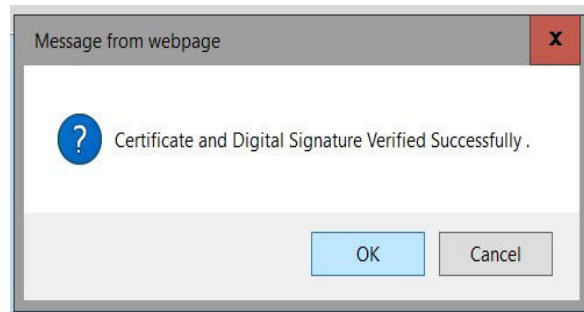 Message from webpage
x
?
Certificate and Digital Signature Verified Successfully .
OK
Cancel